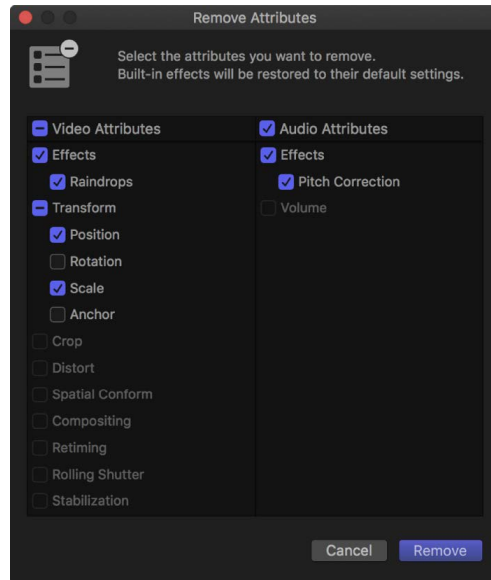 Remove Attributes
Select the attributes you want to remove.
Built-in effects will be restored to their default settings.
Video Attributes
Effects
Raindrops
Transform
Position
Rotation
Scale
Anchor
Crop
Distort
Spatial Conform
Compositing
Retiming
Rolling Shutter
Stabilization
Audio Attributes
Effects
Pitch Correction
Volume
Cancel
Remove